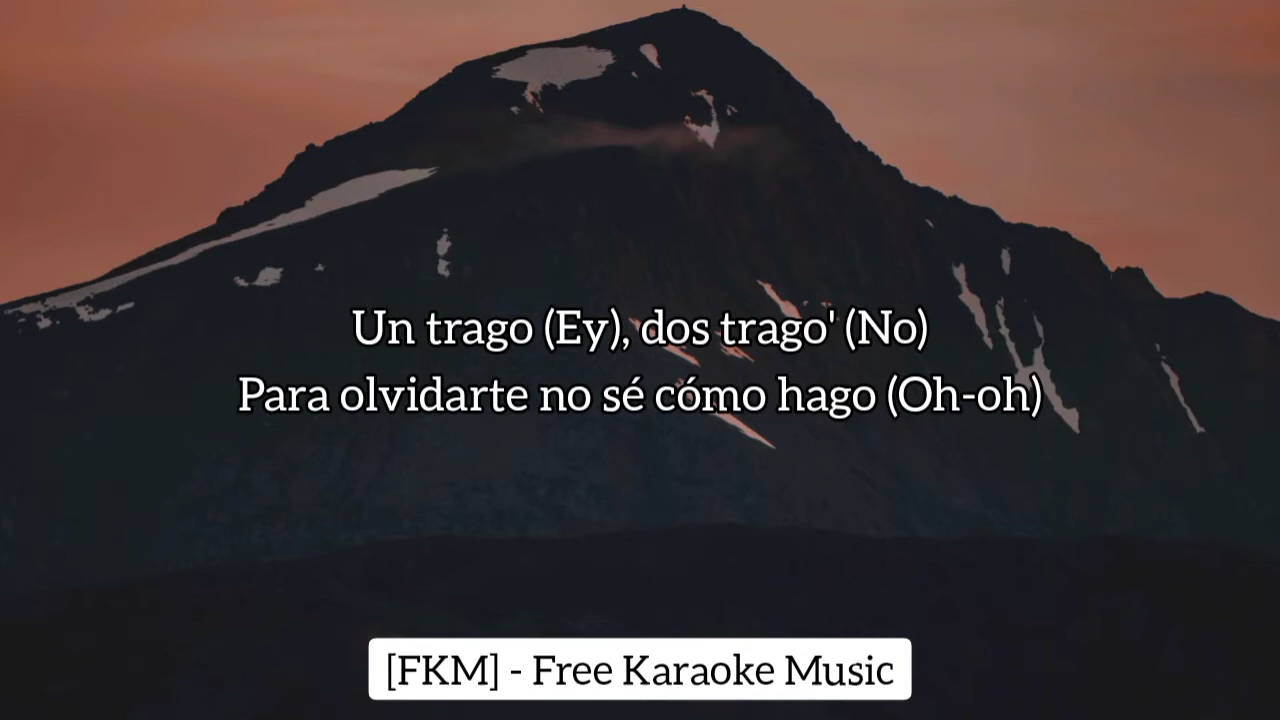 Un trago (Ey), dos trago' (No)
Para olvidarte no sé cómo hago (Oh-oh)
[FKM] - Free Karaoke Music